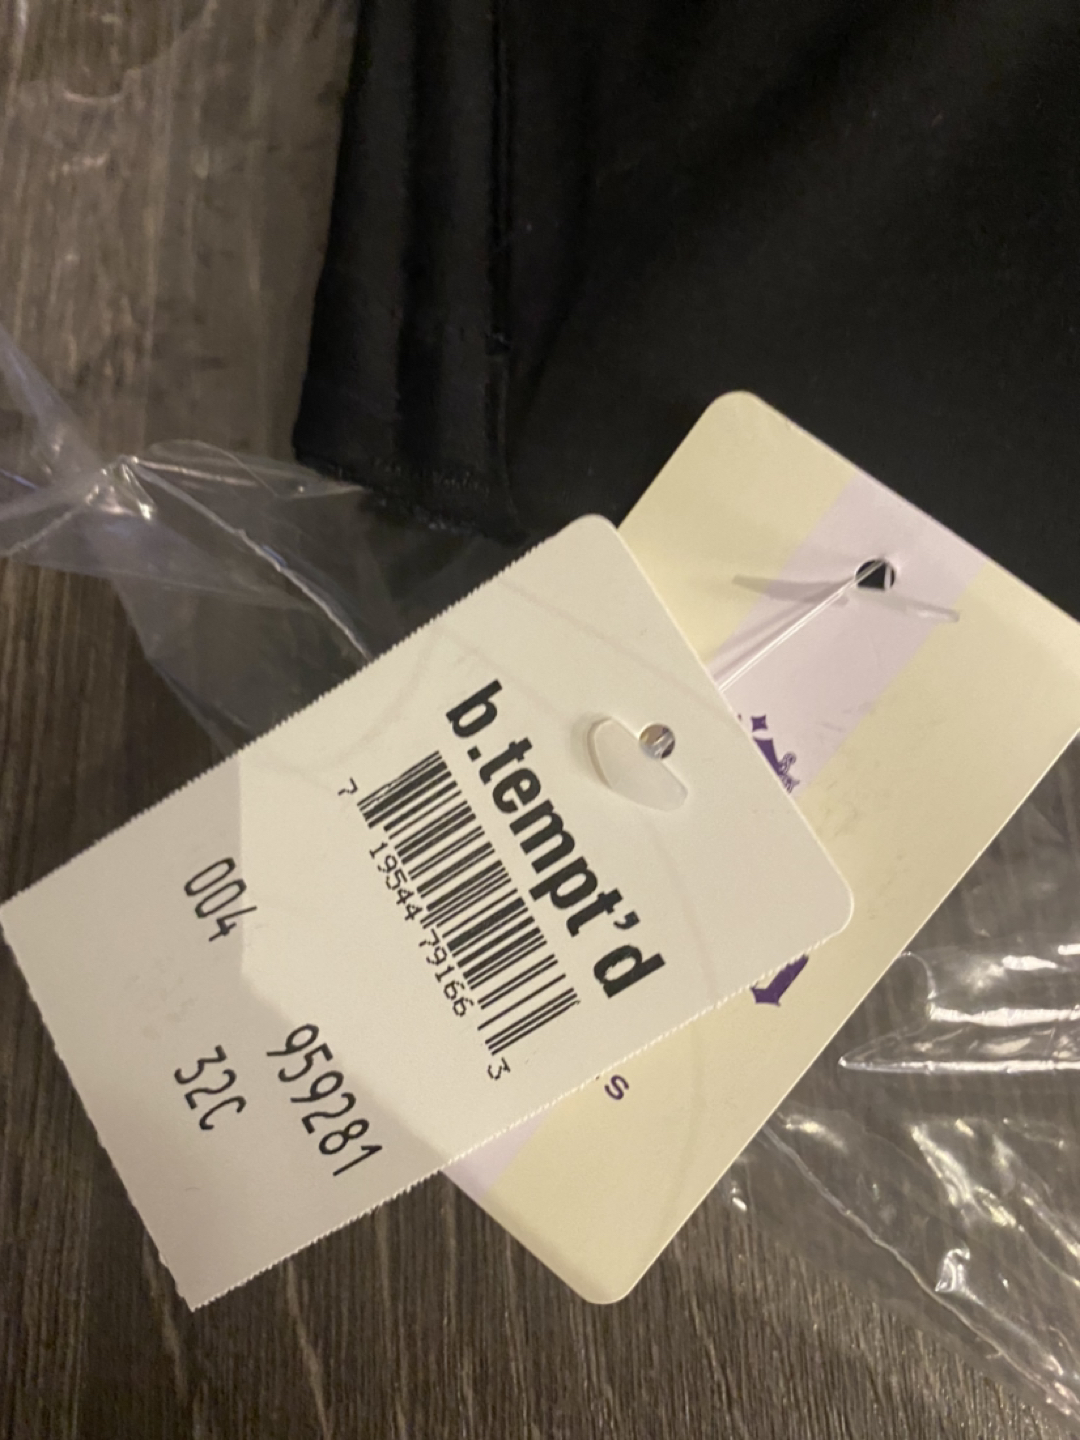 b.tempt'd
7 19544 79166 3
004 959281
32C
's